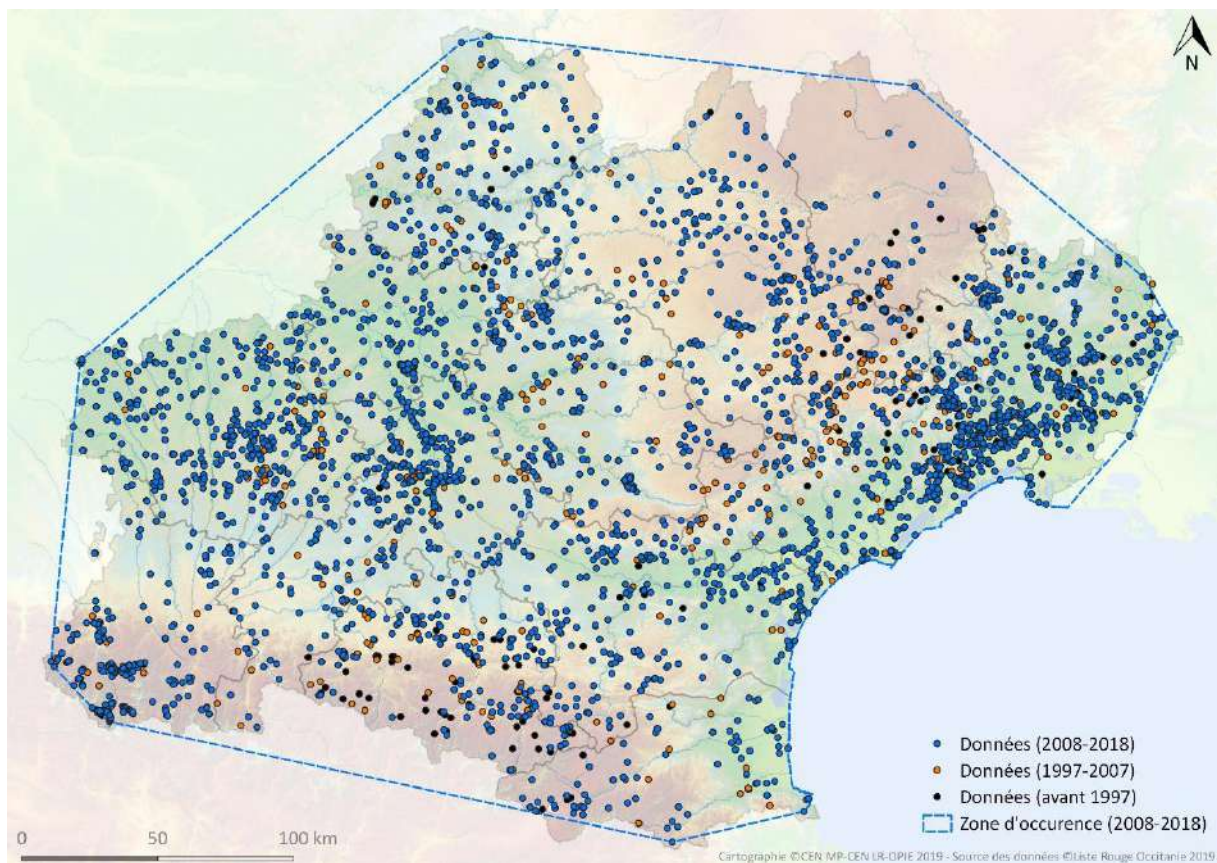 N
Données (2008-2018)
Données (1997-2007)
Données (avant 1997)
Zone d'occurence (2008-2018)
0 50 100 km
Cartographie ©CEN MP-CEN LR-OPIE 2019 - Source des données ©Liste Rouge Occitanie 2019